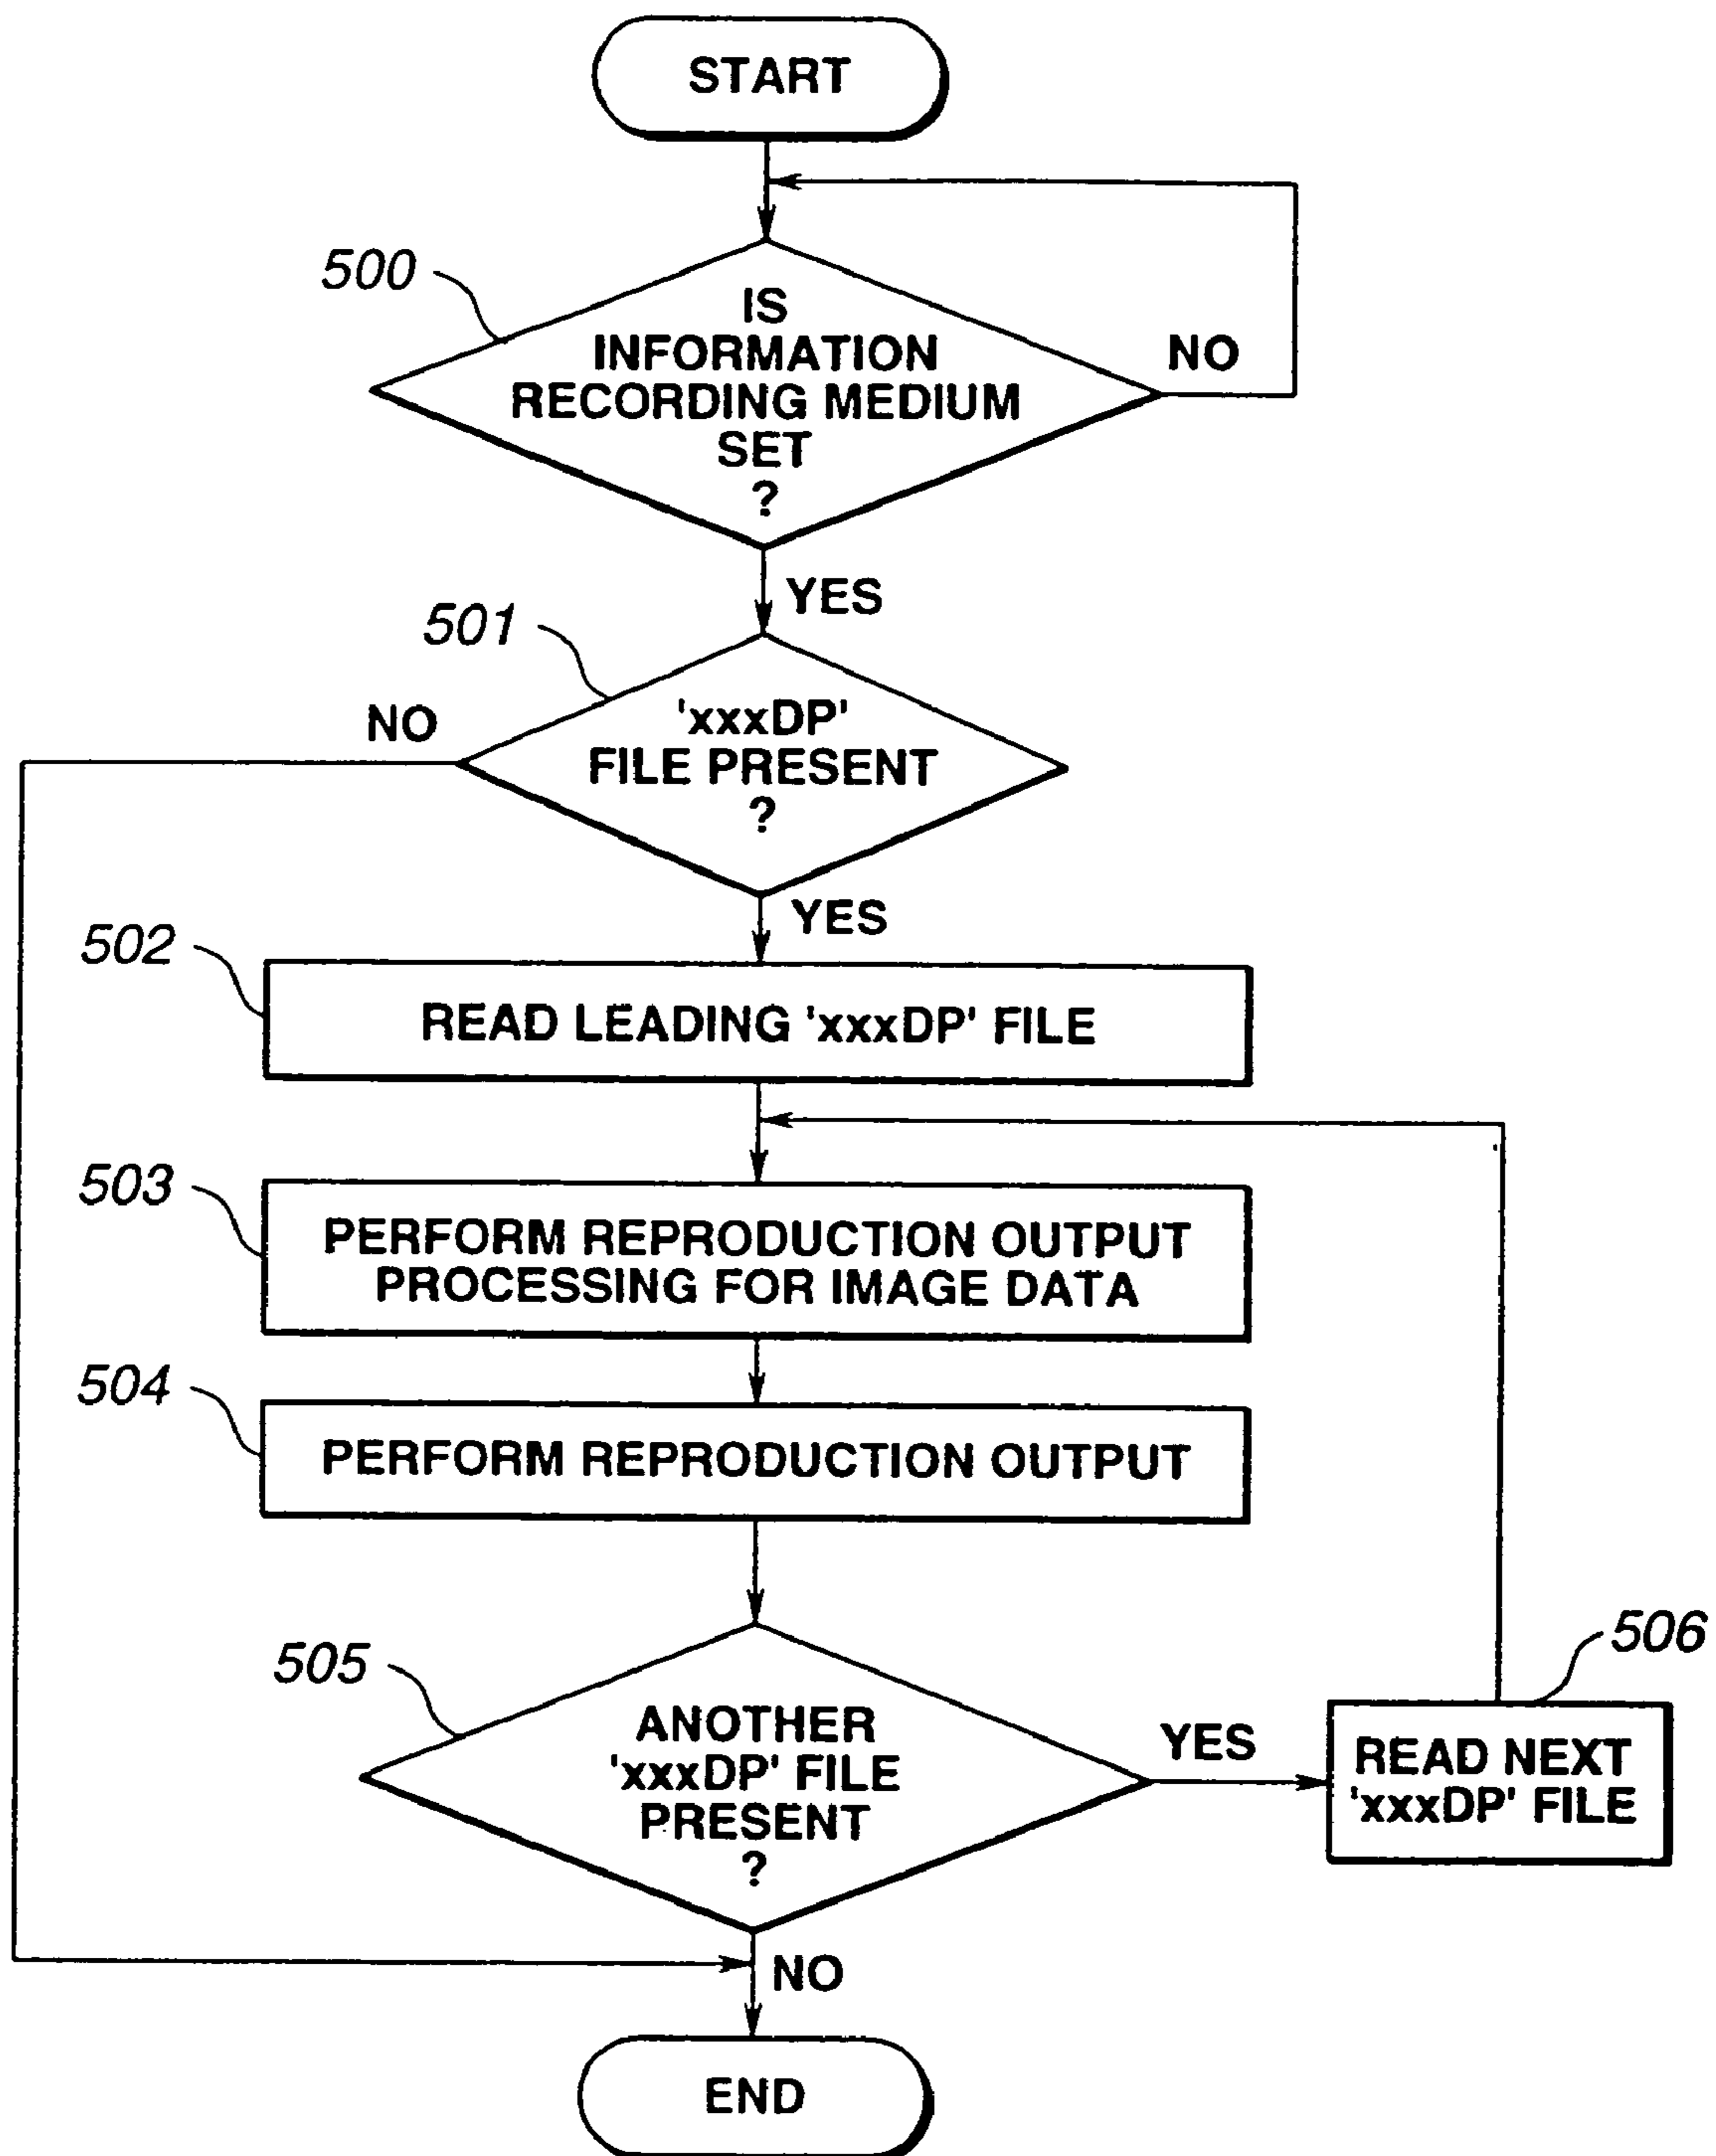 START
500
IS
INFORMATION
RECORDING MEDIUM
SET
?
NO
YES
501
'xxxDP'
FILE PRESENT
?
NO
YES
502
READ LEADING 'xxxDP' FILE
503
PERFORM REPRODUCTION OUTPUT
PROCESSING FOR IMAGE DATA
504
PERFORM REPRODUCTION OUTPUT
505
ANOTHER
'xxxDP' FILE
PRESENT
?
YES
506
READ NEXT
'xxxDP' FILE
NO
END